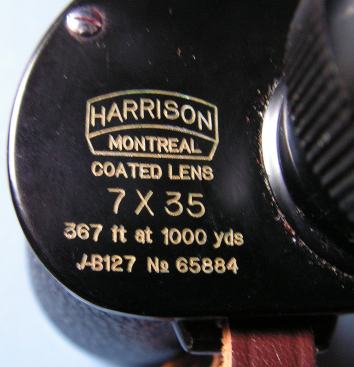 HARRISON
MONTREAL
COATED LENS
7 X 35
367 ft at 1000 yds
J-B127 No 65884